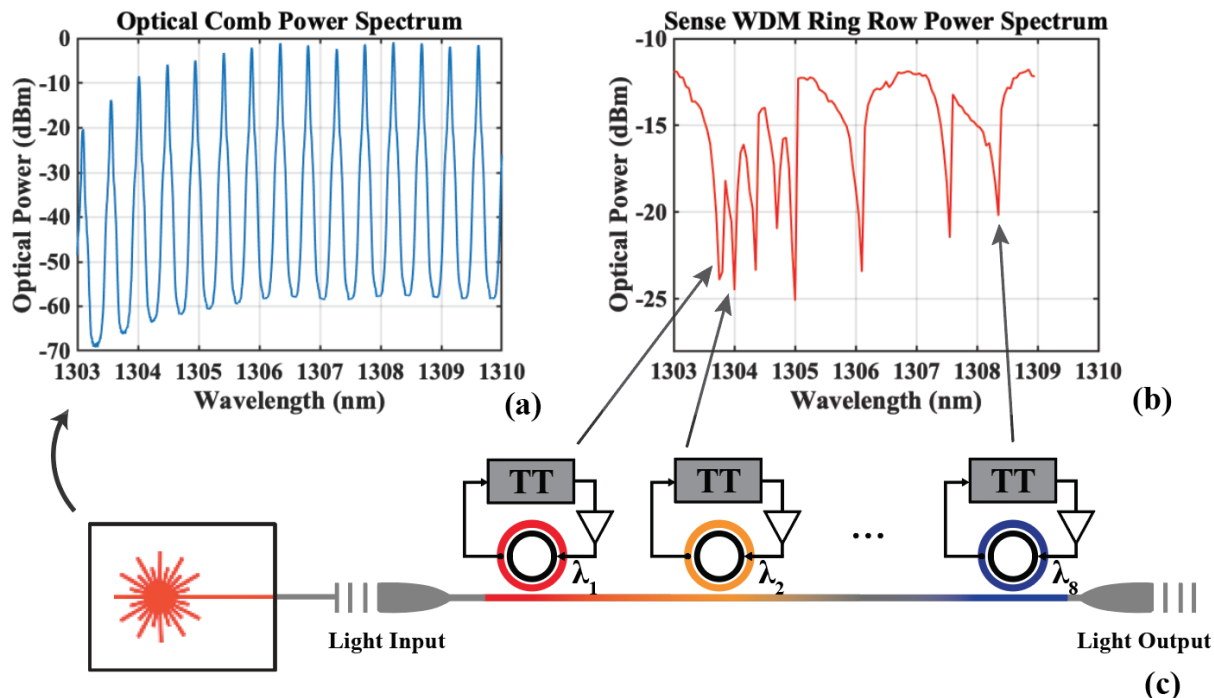 Optical Comb Power Spectrum
0
-10
-20
-30
-40
-50
-60
-70
Optical Power (dBm)
1303 1304 1305 1306 1307 1308 1309 1310
Wavelength (nm)
(a)
Sense WDM Ring Row Power Spectrum
-10
-15
-20
-25
Optical Power (dBm)
1303 1304 1305 1306 1307 1308 1309 1310
Wavelength (nm)
(b)
TT TT TT
...
λ1 λ2 λ8
Light Input
Light Output
(c)